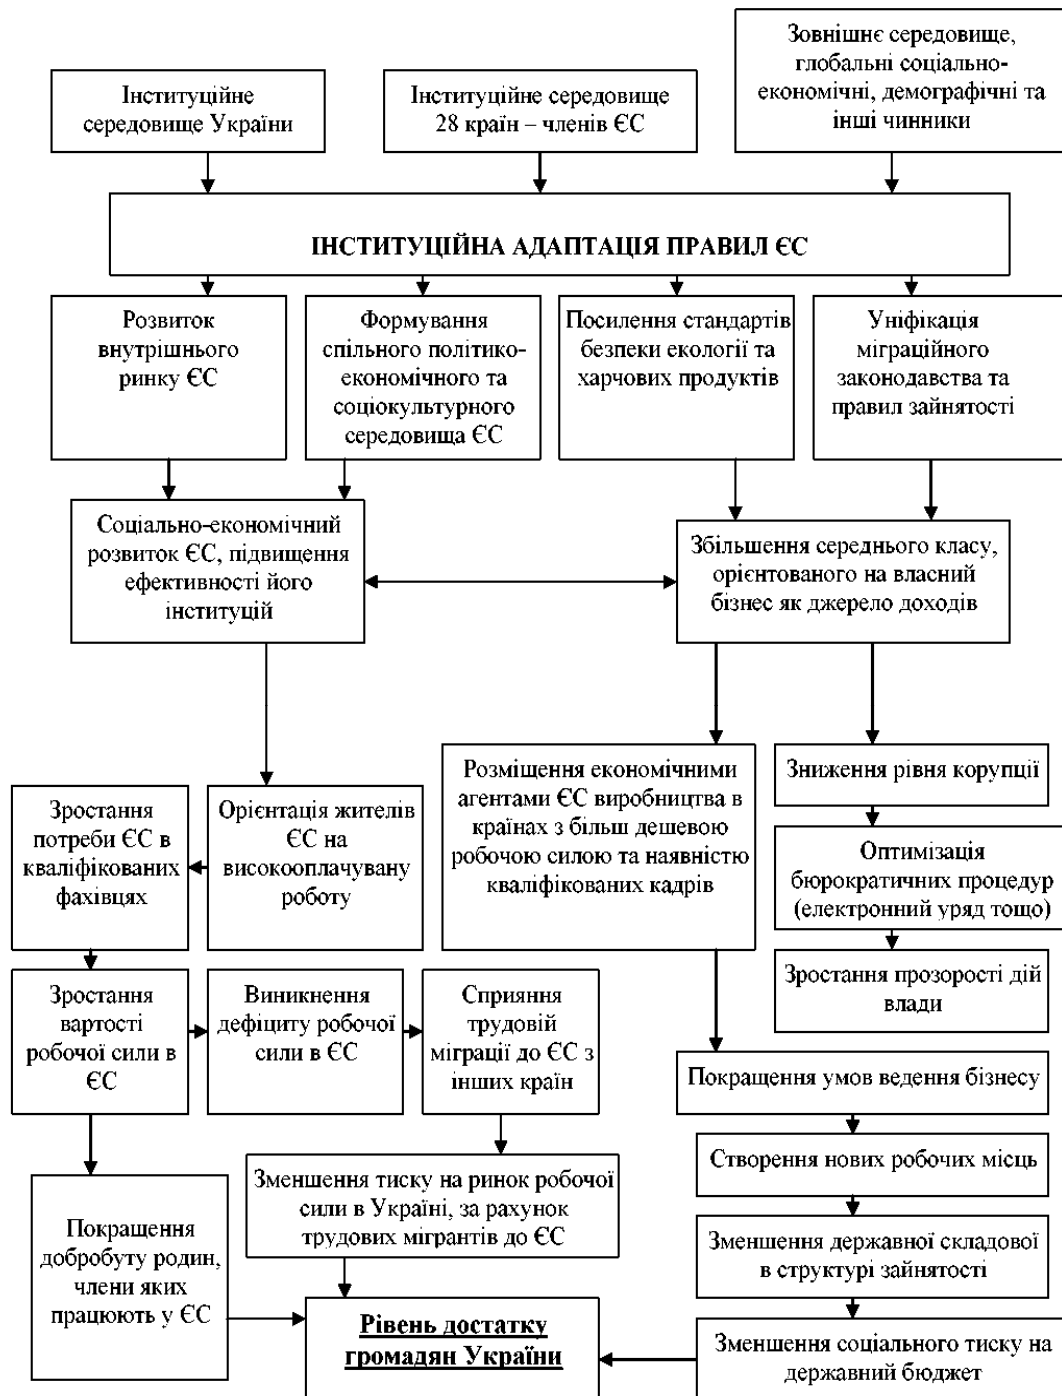 Інституційне
середовище України
Інституційне середовище
28 країн – членів ЄС
Зовнішнє середовище,
глобальні соціально-
економічні, демографічні та
інші чинники
ІНСТИТУЦІЙНА АДАПТАЦІЯ ПРАВИЛ ЄС
Розвиток
внутрішнього
ринку ЄС
Формування
спільного політико-
економічного та
соціокультурного
середовища ЄС
Посилення стандартів
безпеки екології та
харчових продуктів
Уніфікація
міграційного
законодавства та
правил зайнятості
Соціально-економічний
розвиток ЄС, підвищення
ефективності його
інституцій
Збільшення середнього класу,
орієнтованого на власний
бізнес як джерело доходів
Зростання
потреби ЄС в
кваліфікованих
фахівцях
Орієнтація жителів
ЄС на
високооплачувану
роботу
Розміщення економічними
агентами ЄС виробництва в
країнах з більш дешевою
робочою силою та наявністю
кваліфікованих кадрів
Зниження рівня корупції
Оптимізація
бюрократичних процедур
(електронний уряд тощо)
Зростання прозорості дій
влади
Зростання
вартості
робочої сили в
ЄС
Виникнення
дефіциту робочої
сили в ЄС
Сприяння
трудовій
міграції до ЄС з
інших країн
Покращення умов ведення бізнесу
Створення нових робочих місць
Зменшення державної складової
в структурі зайнятості
Зменшення соціального тиску на
державний бюджет
Покращення
добробуту родин,
члени яких
працюють у ЄС
Зменшення тиску на ринок робочої
сили в Україні, за рахунок
трудових мігрантів до ЄС
Рівень достатку
громадян України